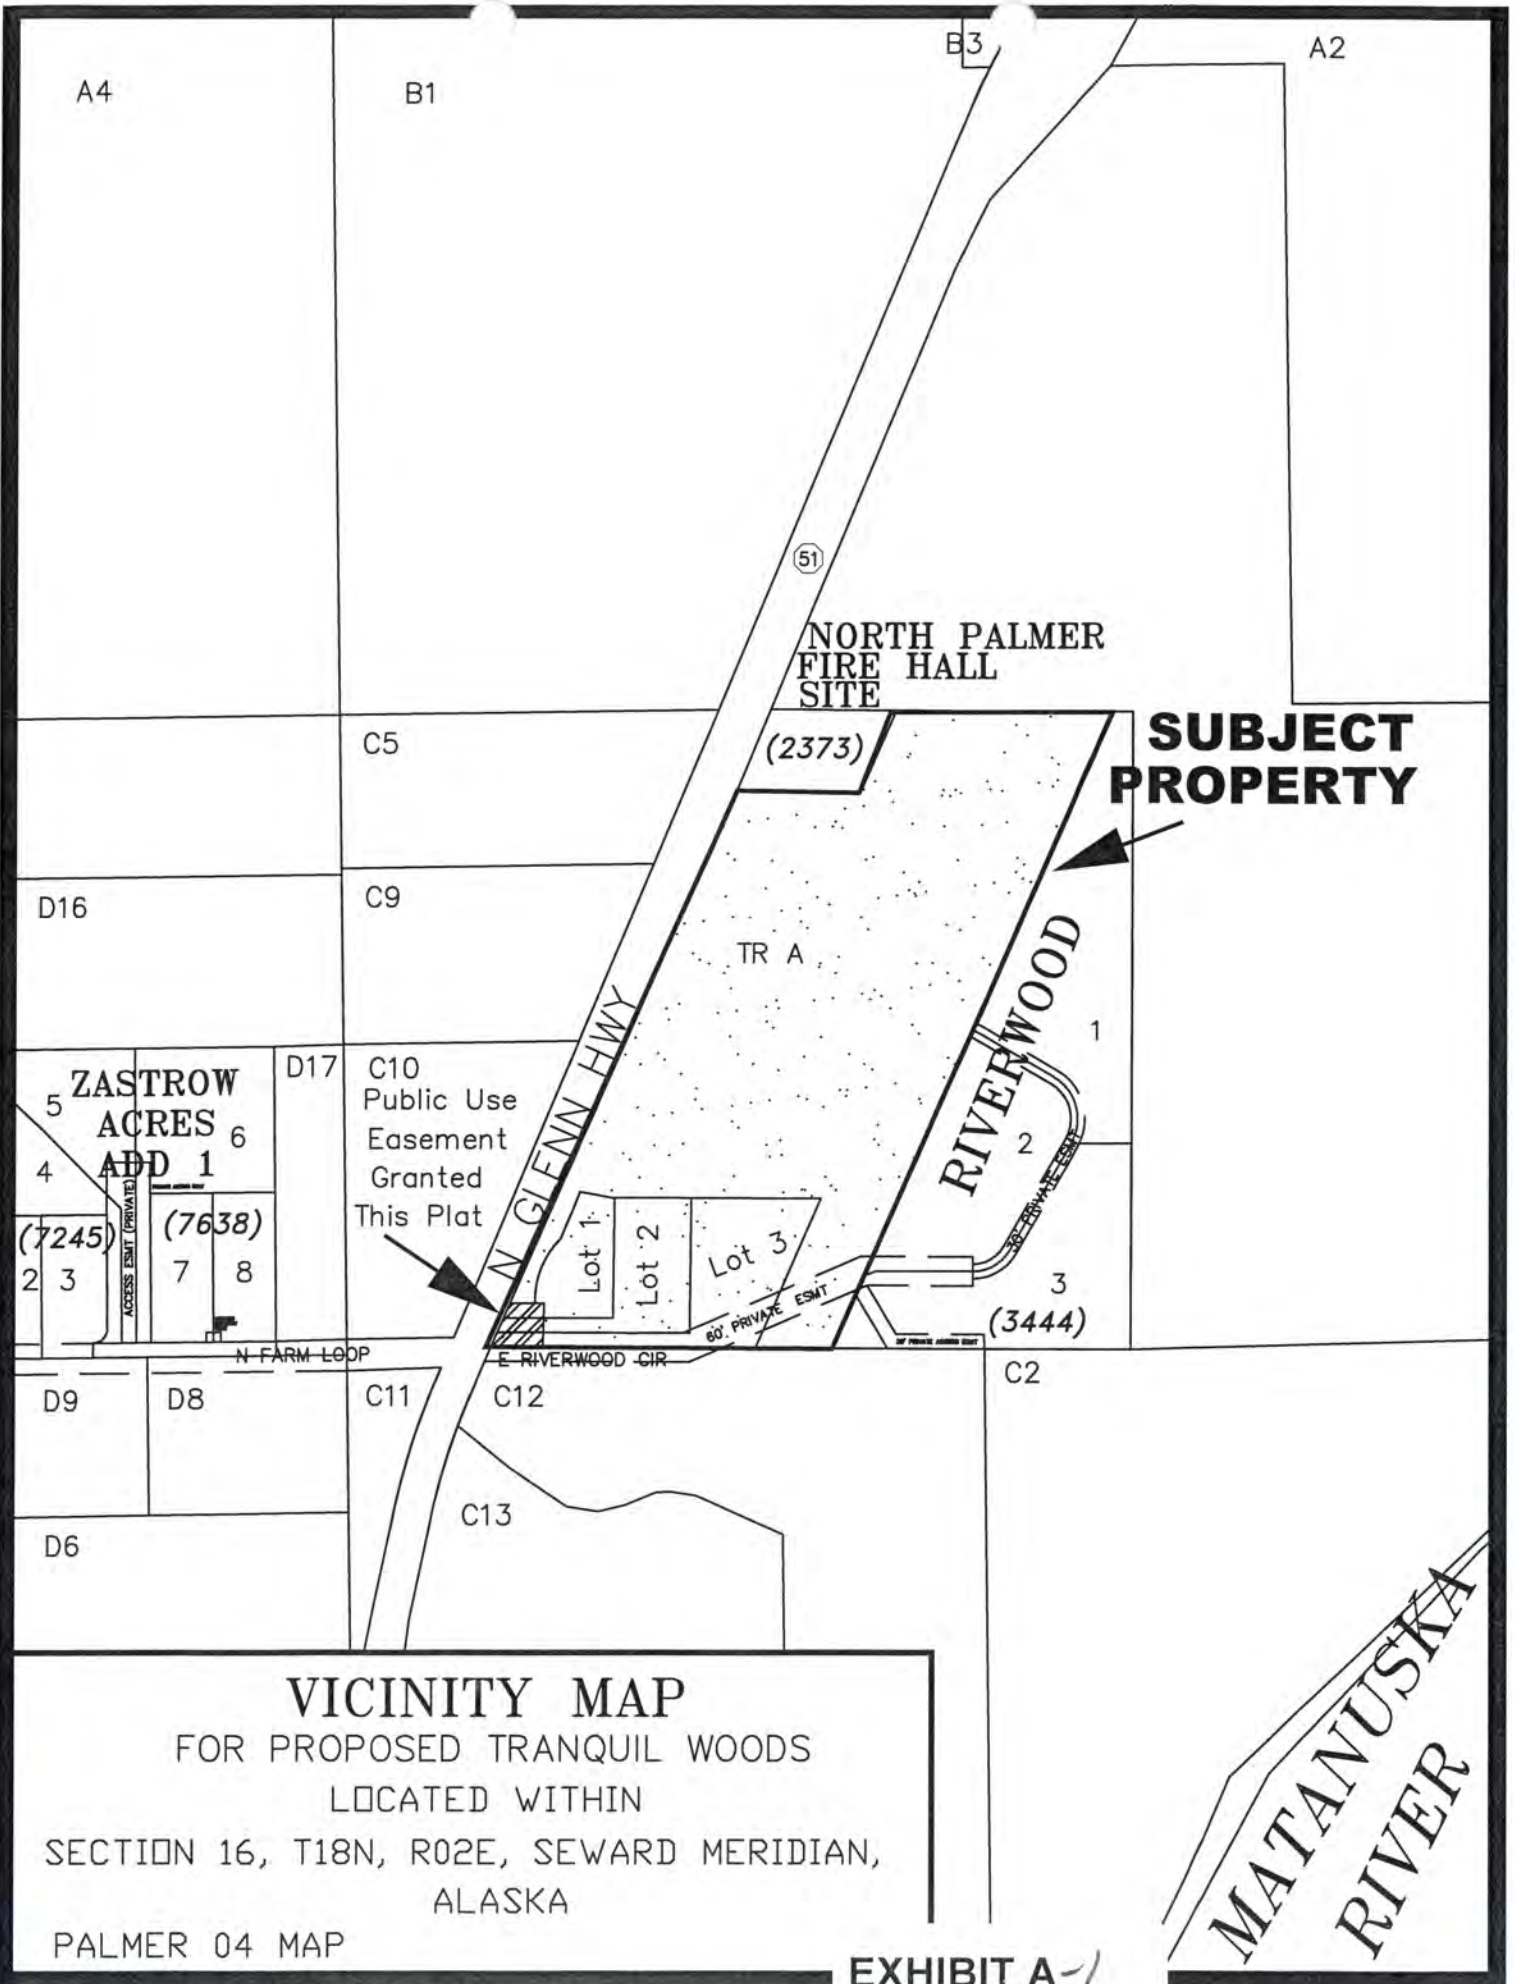 A4
B1
B3
A2
51
NORTH PALMER
FIRE HALL
SITE
(2373)
SUBJECT
PROPERTY
C5
D16
C9
TR A
N GLENN HWY
RIVERWOOD
1
2
30' PRIVATE ESMT
3
(3444)
D17
C10
Public Use
Easement
Granted
This Plat
ZASTROW
ACRES
ADD 1
5
6
4
(7245)
(7638)
2
3
7
8
ACCESS ESMT (PRIVATE)
Lot 1
Lot 2
Lot 3
60' PRIVATE ESMT
N FARM LOOP
E RIVERWOOD CIR
D9
D8
C11
C12
C2
C13
D6
MATANUSKA
RIVER
VICINITY MAP
FOR PROPOSED TRANQUIL WOODS
LOCATED WITHIN
SECTION 16, T18N, R02E, SEWARD MERIDIAN,
ALASKA
PALMER 04 MAP
EXHIBIT A-1